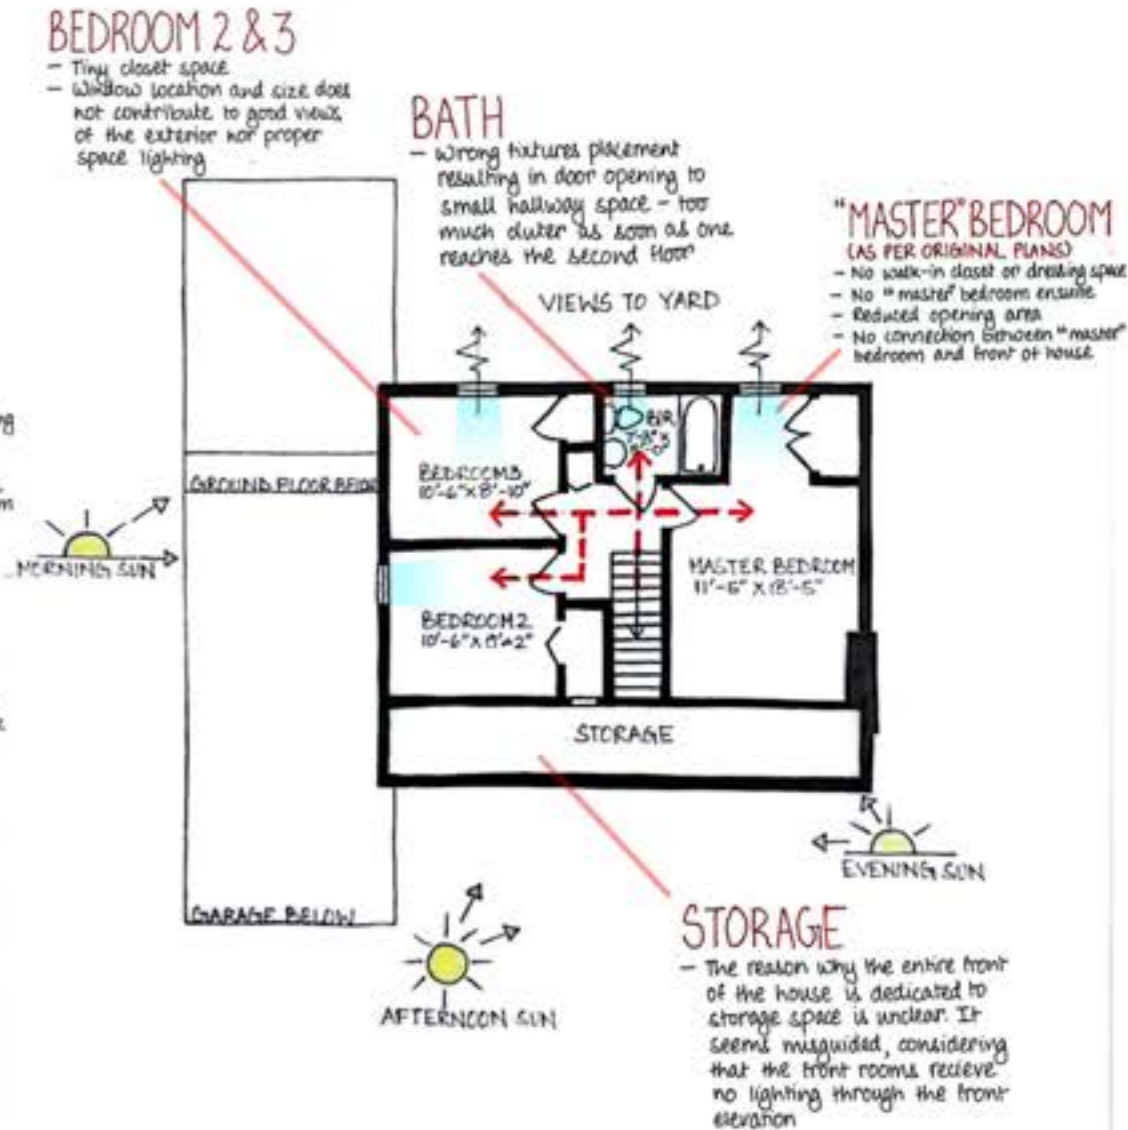 BEDROOM 2 & 3
- Tiny closet space
- Window location and size does
not contribute to good views
of the exterior nor proper
space lighting
BATH
- Wrong fixtures placement
resulting in door opening to
small hallway space - too
much cluter as soon as one
reaches the second floor
"MASTER" BEDROOM
(AS PER ORIGINAL PLANS)
- No walk-in closet or dressing space
- No "master" bedroom ensuite
- Reduced opening area
- No connection between "master"
bedroom and front of house
VIEWS TO YARD
BEDROOM 3
10'-6" X 8'-10"
GROUND FLOOR BELOW
MORNING SUN
MASTER BEDROOM
11'-6" X 18'-5"
BEDROOM 2
10'-6"
STORAGE
EVENING SUN
GARAGE BELOW
AFTERNOON SUN
STORAGE
- The reason why the entire front
of the house is dedicated to
storage space is unclear. It
seems misguided, considering
that the front rooms recieve
no lighting through the front
elevation